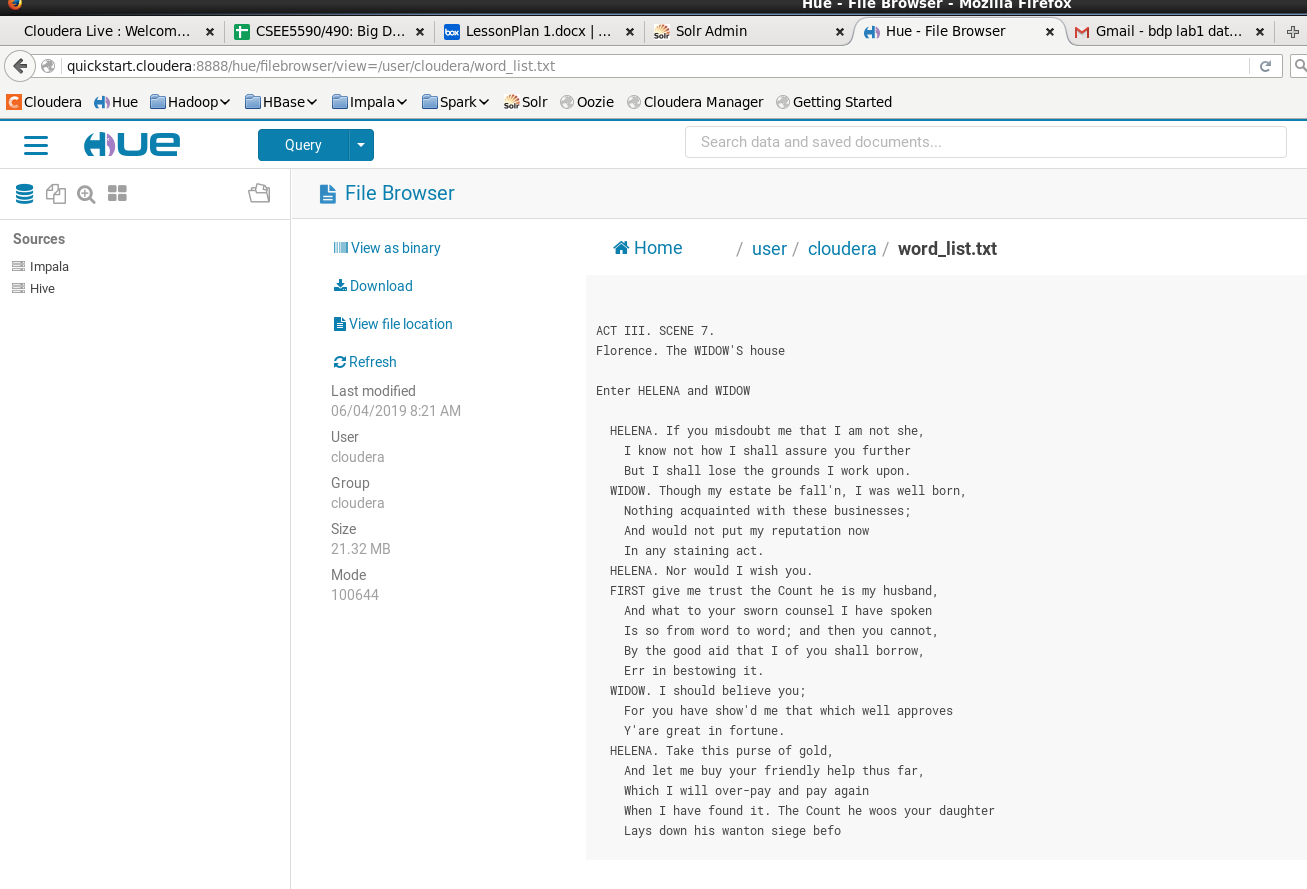 Hue - File Browser - Mozilla Firefox
Cloudera Live : Welcom... × CSEE5590/490: Big D... × box LessonPlan 1.docx | ... × Solr Solr Admin × Hue - File Browser × Gmail - bdp lab1 dat... ×
quickstart.cloudera:8888/hue/filebrowser/view=/user/cloudera/word_list.txt
Cloudera Hue Hadoop HBase Impala Spark Solr Solr Oozie Cloudera Manager Getting Started
HUE Query Search data and saved documents...
File Browser
Sources
Impala
Hive
View as binary
Download
View file location
Refresh
Last modified
06/04/2019 8:21 AM
User
cloudera
Group
cloudera
Size
21.32 MB
Mode
100644
Home / user / cloudera / word_list.txt
ACT III. SCENE 7.
Florence. The WIDOW'S house
Enter HELENA and WIDOW
HELENA. If you misdoubt me that I am not she,
I know not how I shall assure you further
But I shall lose the grounds I work upon.
WIDOW. Though my estate be fall'n, I was well born,
Nothing acquainted with these businesses;
And would not put my reputation now
In any staining act.
HELENA. Nor would I wish you.
FIRST give me trust the Count he is my husband,
And what to your sworn counsel I have spoken
Is so from word to word; and then you cannot,
By the good aid that I of you shall borrow,
Err in bestowing it.
WIDOW. I should believe you;
For you have show'd me that which well approves
Y'are great in fortune.
HELENA. Take this purse of gold,
And let me buy your friendly help thus far,
Which I will over-pay and pay again
When I have found it. The Count he woos your daughter
Lays down his wanton siege befo